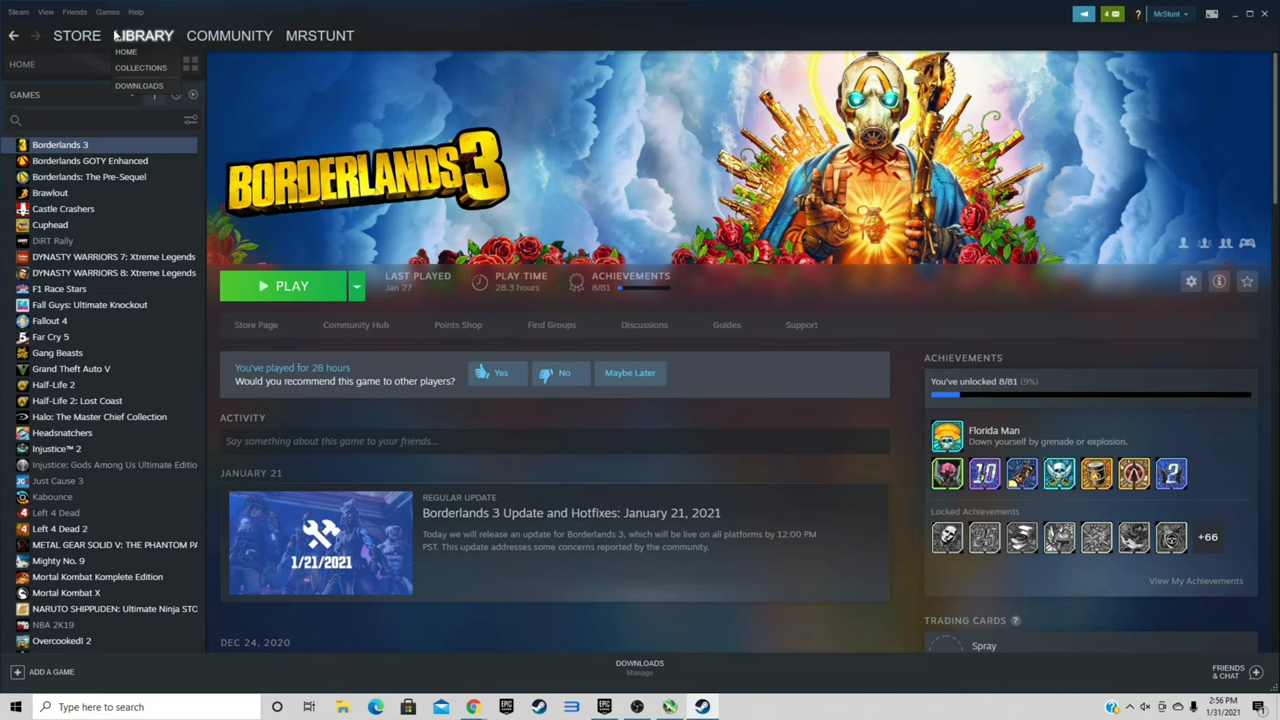 Steam View Friends Games Help
4 ? MrStunt
STORE LIBRARY COMMUNITY MRSTUNT
HOME
COLLECTIONS
DOWNLOADS
HOME
GAMES
Borderlands 3
Borderlands GOTY Enhanced
Borderlands: The Pre-Sequel
Brawlout
Castle Crashers
Cuphead
DiRT Rally
DYNASTY WARRIORS 7: Xtreme Legends
DYNASTY WARRIORS 8: Xtreme Legends
F1 Race Stars
Fall Guys: Ultimate Knockout
Fallout 4
Far Cry 5
Gang Beasts
Grand Theft Auto V
Half-Life 2
Half-Life 2: Lost Coast
Halo: The Master Chief Collection
Headsnatchers
Injustice™ 2
Injustice: Gods Among Us Ultimate Editio
Just Cause 3
Kabounce
Left 4 Dead
Left 4 Dead 2
METAL GEAR SOLID V: THE PHANTOM PA
Mighty No. 9
Mortal Kombat Komplete Edition
Mortal Kombat X
NARUTO SHIPPUDEN: Ultimate Ninja STO
NBA 2K19
Overcooked! 2
ADD A GAME
BORDERLANDS 3
PLAY
LAST PLAYED
Jan 27
PLAY TIME
28.3 hours
ACHIEVEMENTS
8/81
Store Page Community Hub Points Shop Find Groups Discussions Guides Support
You've played for 28 hours
Would you recommend this game to other players?
Yes No Maybe Later
ACTIVITY
Say something about this game to your friends...
JANUARY 21
1/21/2021
REGULAR UPDATE
Borderlands 3 Update and Hotfixes: January 21, 2021
Today we will release an update for Borderlands 3, which will be live on all platforms by 12:00 PM
PST. This update addresses some concerns reported by the community.
DEC 24, 2020
ACHIEVEMENTS
You've unlocked 8/81 (9%)
Florida Man
Down yourself by grenade or explosion.
10
2
Locked Achievements
25
+66
View My Achievements
TRADING CARDS ?
Spray
DOWNLOADS
Manage
FRIENDS
& CHAT
Type here to search
EPIC
EPIC
2:56 PM
1/31/2021
1